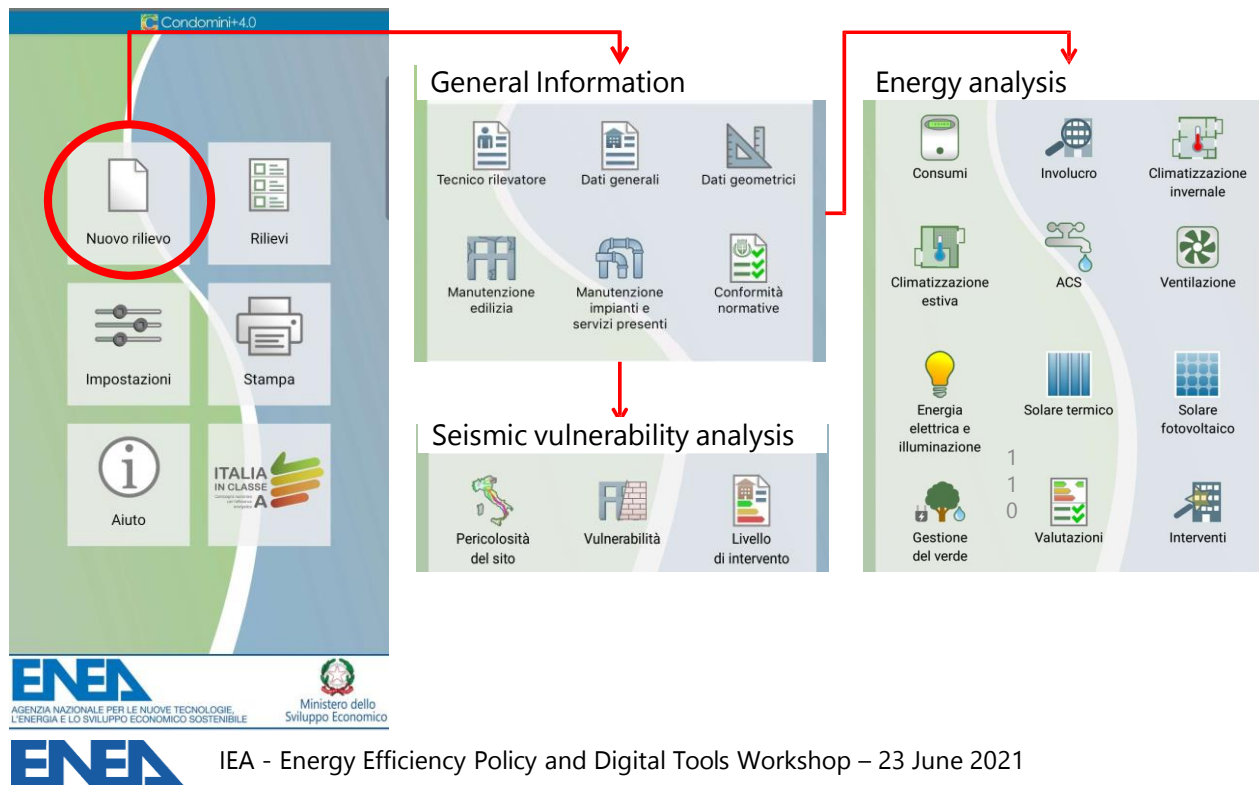 Condomini+4.0
Nuovo rilievo
Rilievi
Impostazioni
Stampa
Aiuto
ITALIA
IN CLASSE
A
ENEA
AGENZIA NAZIONALE PER LE NUOVE TECNOLOGIE,
L'ENERGIA E LO SVILUPPO ECONOMICO SOSTENIBILE
Ministero dello
Sviluppo Economico
General Information
Tecnico rilevatore
Dati generali
Dati geometrici
Manutenzione
edilizia
Manutenzione
impianti e
servizi presenti
Conformità
normative
Seismic vulnerability analysis
Pericolosità
del sito
Vulnerabilità
Livello
di intervento
Energy analysis
Consumi
Involucro
Climatizzazione
invernale
Climatizzazione
estiva
ACS
Ventilazione
Energia
elettrica e
illuminazione
Solare termico
Solare
fotovoltaico
1
1
0
Gestione
del verde
Valutazioni
Interventi
ENEA
IEA - Energy Efficiency Policy and Digital Tools Workshop – 23 June 2021